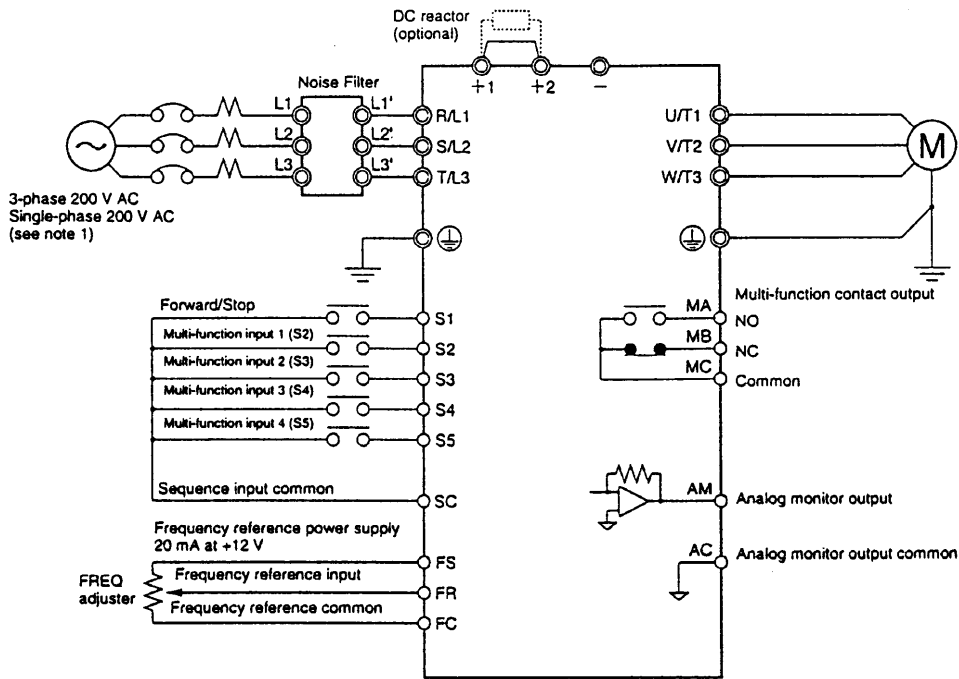 DC reactor
(optional)
+1
+2
−
Noise Filter
L1
L1'
R/L1
U/T1
L2
L2'
S/L2
V/T2
M
L3
L3'
T/L3
W/T3
3-phase 200 V AC
Single-phase 200 V AC
(see note 1)
Forward/Stop
S1
Multi-function input 1 (S2)
S2
Multi-function input 2 (S3)
S3
Multi-function input 3 (S4)
S4
Multi-function input 4 (S5)
S5
Sequence input common
SC
Multi-function contact output
MA
NO
MB
NC
MC
Common
AM
Analog monitor output
AC
Analog monitor output common
Frequency reference power supply
20 mA at +12 V
FS
FREQ
adjuster
Frequency reference input
FR
Frequency reference common
FC